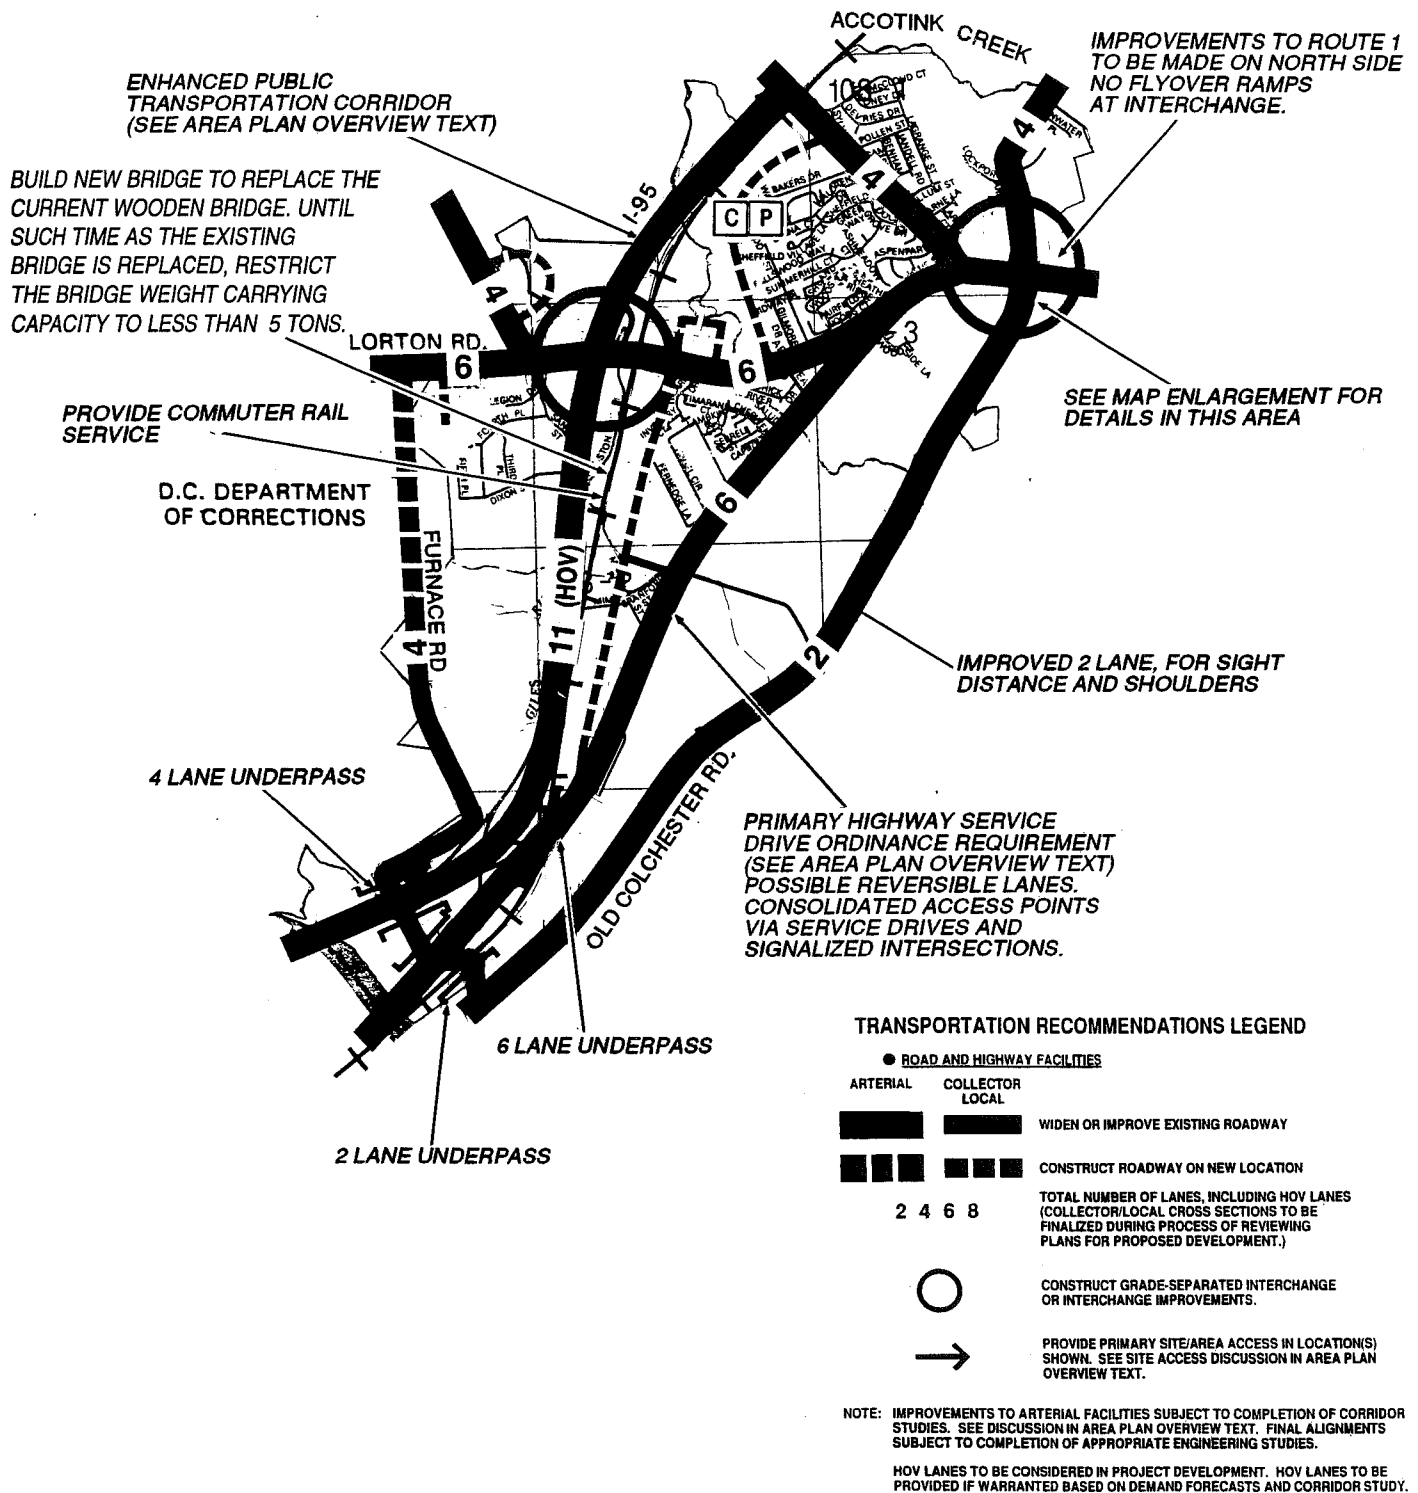 ACCOTINK CREEK
IMPROVEMENTS TO ROUTE 1
TO BE MADE ON NORTH SIDE
NO FLYOVER RAMPS
AT INTERCHANGE.
ENHANCED PUBLIC
TRANSPORTATION CORRIDOR
(SEE AREA PLAN OVERVIEW TEXT)
BUILD NEW BRIDGE TO REPLACE THE
CURRENT WOODEN BRIDGE. UNTIL
SUCH TIME AS THE EXISTING
BRIDGE IS REPLACED, RESTRICT
THE BRIDGE WEIGHT CARRYING
CAPACITY TO LESS THAN 5 TONS.
I-95
C P
4
4
4
POLLEN ST
BAKERS DR
SUMMERHILL CT
LORTON RD.
6
6
SEE MAP ENLARGEMENT FOR
DETAILS IN THIS AREA
PROVIDE COMMUTER RAIL
SERVICE
D.C. DEPARTMENT
OF CORRECTIONS
DIXON
FERNEDGE LA
6
FURNACE RD
4
11 (HOV)
GILES
2
IMPROVED 2 LANE, FOR SIGHT
DISTANCE AND SHOULDERS
4 LANE UNDERPASS
OLD COLCHESTER RD.
PRIMARY HIGHWAY SERVICE
DRIVE ORDINANCE REQUIREMENT
(SEE AREA PLAN OVERVIEW TEXT)
POSSIBLE REVERSIBLE LANES.
CONSOLIDATED ACCESS POINTS
VIA SERVICE DRIVES AND
SIGNALIZED INTERSECTIONS.
6 LANE UNDERPASS
2 LANE UNDERPASS
TRANSPORTATION RECOMMENDATIONS LEGEND
● ROAD AND HIGHWAY FACILITIES
ARTERIAL COLLECTOR
LOCAL
WIDEN OR IMPROVE EXISTING ROADWAY
CONSTRUCT ROADWAY ON NEW LOCATION
2 4 6 8
TOTAL NUMBER OF LANES, INCLUDING HOV LANES
(COLLECTOR/LOCAL CROSS SECTIONS TO BE
FINALIZED DURING PROCESS OF REVIEWING
PLANS FOR PROPOSED DEVELOPMENT.)
CONSTRUCT GRADE-SEPARATED INTERCHANGE
OR INTERCHANGE IMPROVEMENTS.
PROVIDE PRIMARY SITE/AREA ACCESS IN LOCATION(S)
SHOWN. SEE SITE ACCESS DISCUSSION IN AREA PLAN
OVERVIEW TEXT.
NOTE: IMPROVEMENTS TO ARTERIAL FACILITIES SUBJECT TO COMPLETION OF CORRIDOR
STUDIES. SEE DISCUSSION IN AREA PLAN OVERVIEW TEXT. FINAL ALIGNMENTS
SUBJECT TO COMPLETION OF APPROPRIATE ENGINEERING STUDIES.
HOV LANES TO BE CONSIDERED IN PROJECT DEVELOPMENT. HOV LANES TO BE
PROVIDED IF WARRANTED BASED ON DEMAND FORECASTS AND CORRIDOR STUDY.